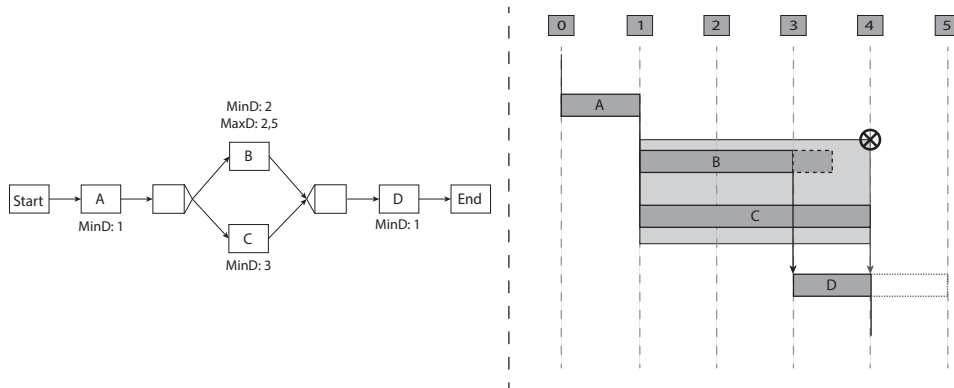 MinD: 2
MaxD: 2,5
B
Start
A
D
End
MinD: 1
MinD: 1
C
MinD: 3
0 1 2 3 4 5
A
B
C
D